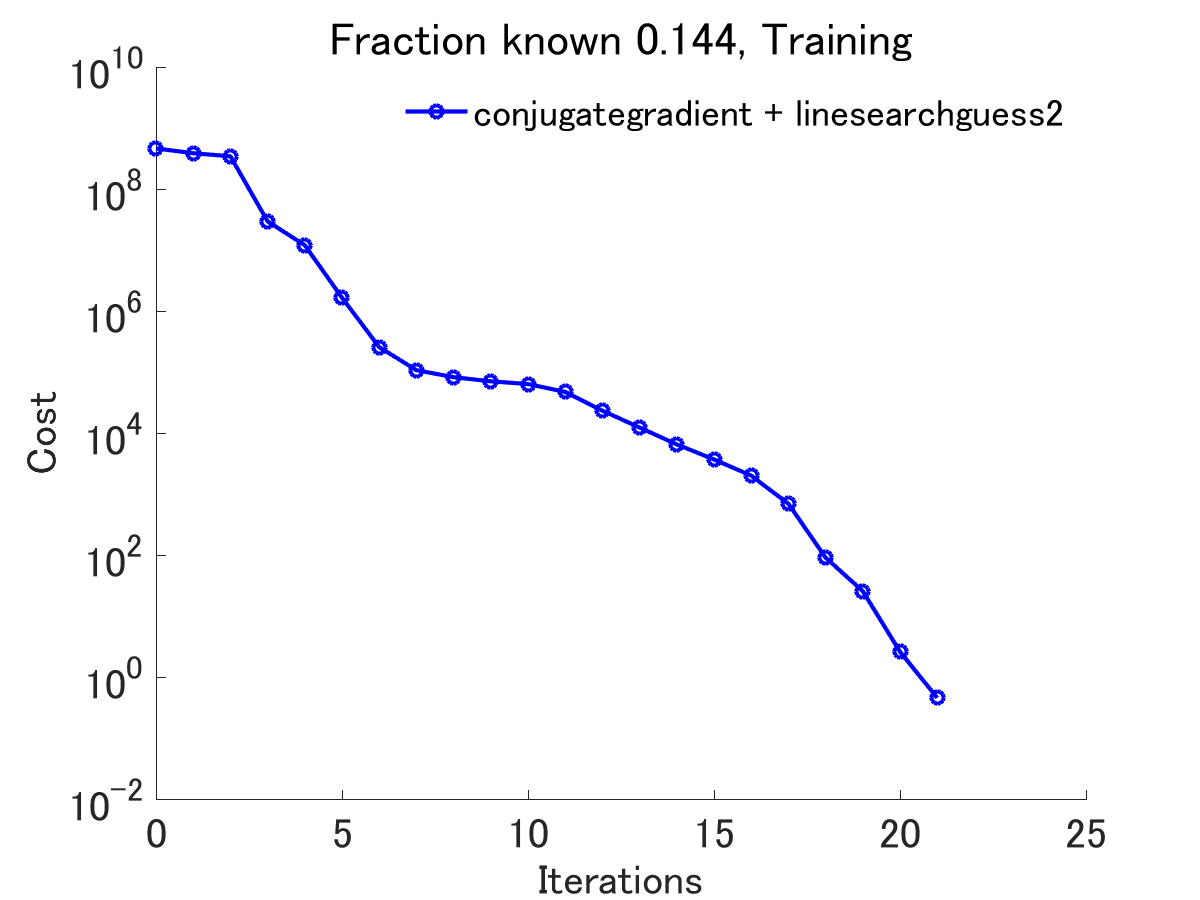 Fraction known 0.144, Training
conjugategradient + linesearchguess2
10^10
10^8
10^6
10^4
10^2
10^0
10^-2
Cost
0 5 10 15 20 25
Iterations